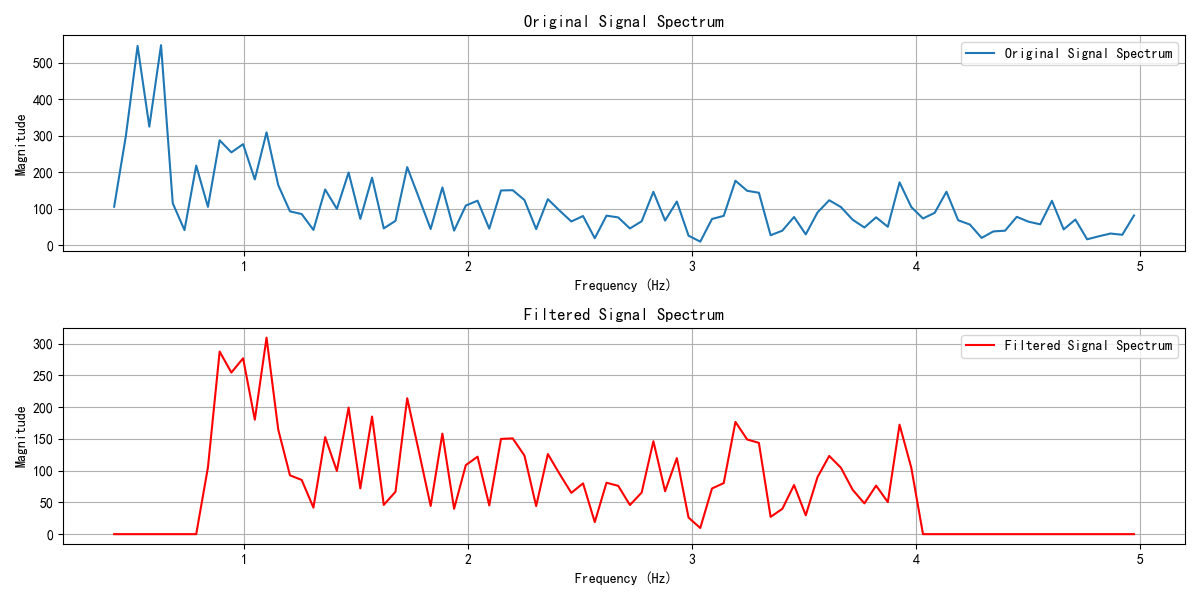 Original Signal Spectrum
Original Signal Spectrum
Magnitude
500
400
300
200
100
0
1
2
3
4
5
Frequency (Hz)
Filtered Signal Spectrum
Filtered Signal Spectrum
Magnitude
300
250
200
150
100
50
0
1
2
3
4
5
Frequency (Hz)